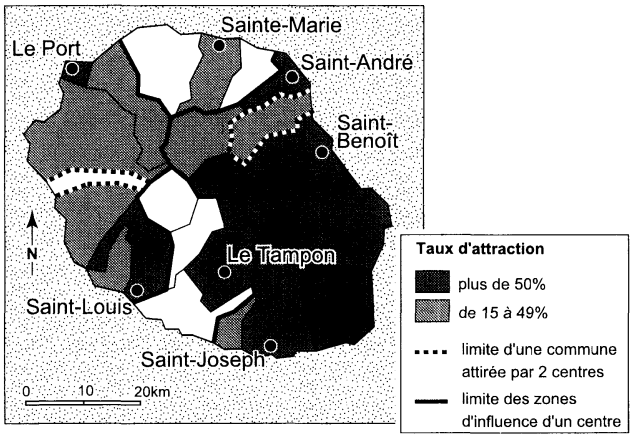 Sainte-Marie
Le Port
Saint-André
Saint-
Benoît
N
Le Tampon
Saint-Louis
Saint-Joseph
0 10 20km
Taux d'attraction
plus de 50%
de 15 à 49%
limite d'une commune
attirée par 2 centres
limite des zones
d'influence d'un centre